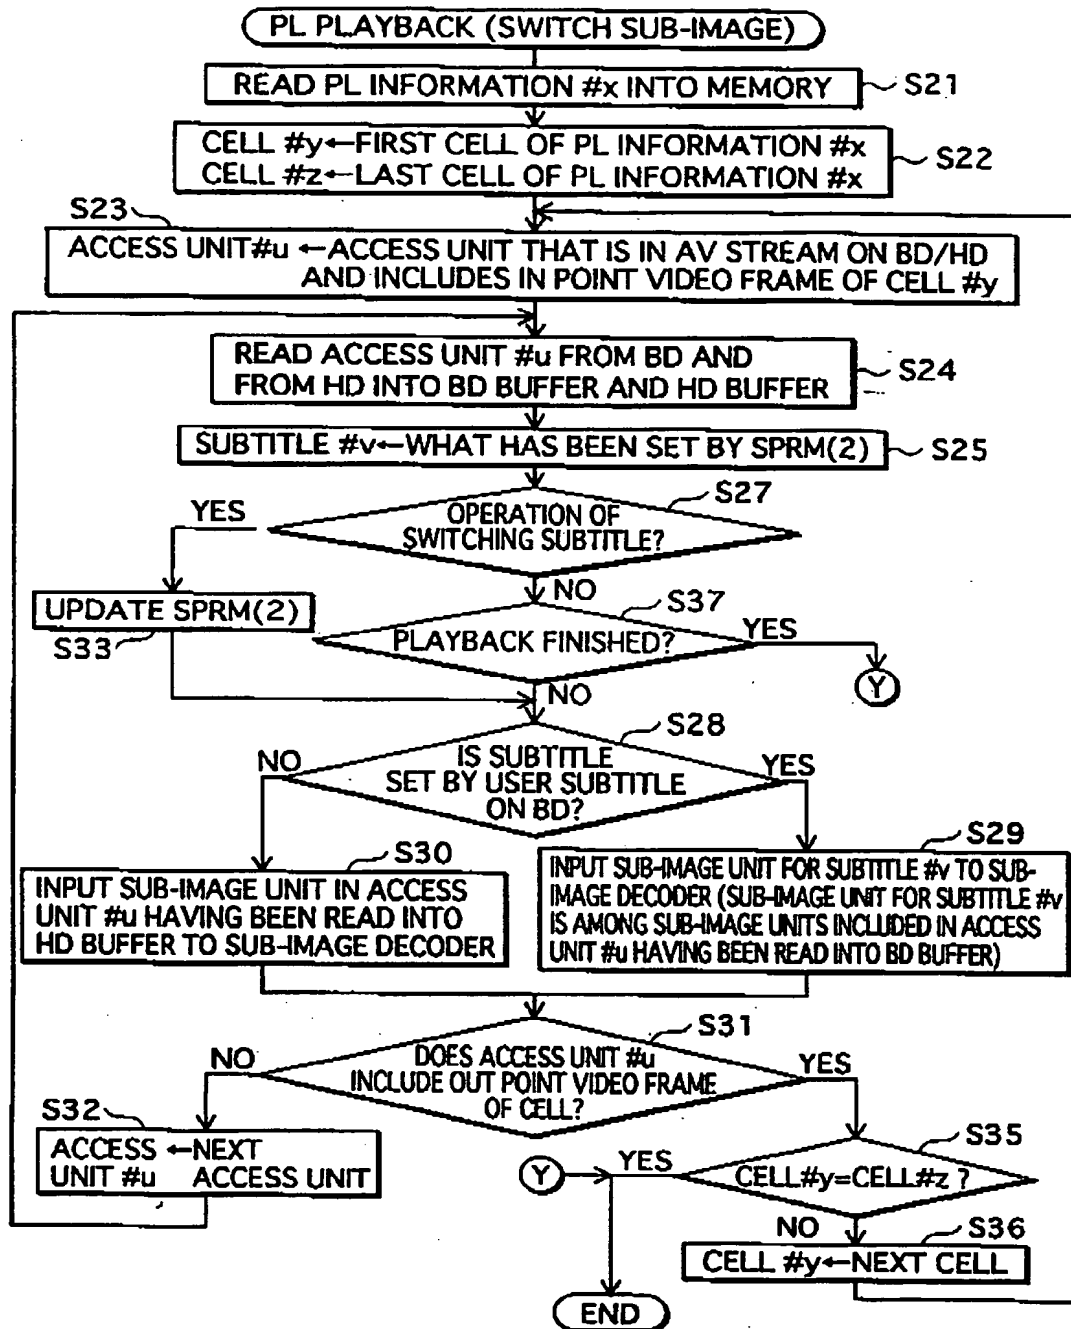 PL PLAYBACK (SWITCH SUB-IMAGE)
READ PL INFORMATION #x INTO MEMORY
S21
CELL #y←FIRST CELL OF PL INFORMATION #x
CELL #z←LAST CELL OF PL INFORMATION #x
S22
S23
ACCESS UNIT#u ←ACCESS UNIT THAT IS IN AV STREAM ON BD/HD
AND INCLUDES IN POINT VIDEO FRAME OF CELL #y
READ ACCESS UNIT #u FROM BD AND
FROM HD INTO BD BUFFER AND HD BUFFER
S24
SUBTITLE #v←WHAT HAS BEEN SET BY SPRM(2)
S25
S27
YES
OPERATION OF
SWITCHING SUBTITLE?
NO
UPDATE SPRM(2)
S33
S37
PLAYBACK FINISHED?
YES
Y
NO
S28
NO
IS SUBTITLE
SET BY USER SUBTITLE
ON BD?
YES
S30
INPUT SUB-IMAGE UNIT IN ACCESS
UNIT #u HAVING BEEN READ INTO
HD BUFFER TO SUB-IMAGE DECODER
S29
INPUT SUB-IMAGE UNIT FOR SUBTITLE #v TO SUB-
IMAGE DECODER (SUB-IMAGE UNIT FOR SUBTITLE #v
IS AMONG SUB-IMAGE UNITS INCLUDED IN ACCESS
UNIT #u HAVING BEEN READ INTO BD BUFFER)
S31
NO
DOES ACCESS UNIT #u
INCLUDE OUT POINT VIDEO FRAME
OF CELL?
YES
S32
ACCESS ←NEXT
UNIT #u ACCESS UNIT
S35
Y
YES
CELL#y=CELL#z ?
NO
S36
CELL #y←NEXT CELL
END